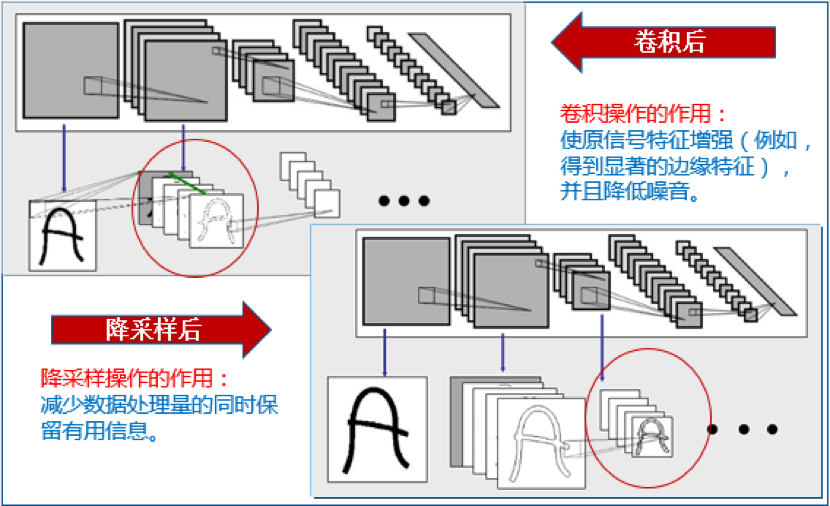 卷积后
卷积操作的作用：
使原信号特征增强（例如，
得到显著的边缘特征），
并且降低噪音。
降采样后
降采样操作的作用：
减少数据处理量的同时保
留有用信息。